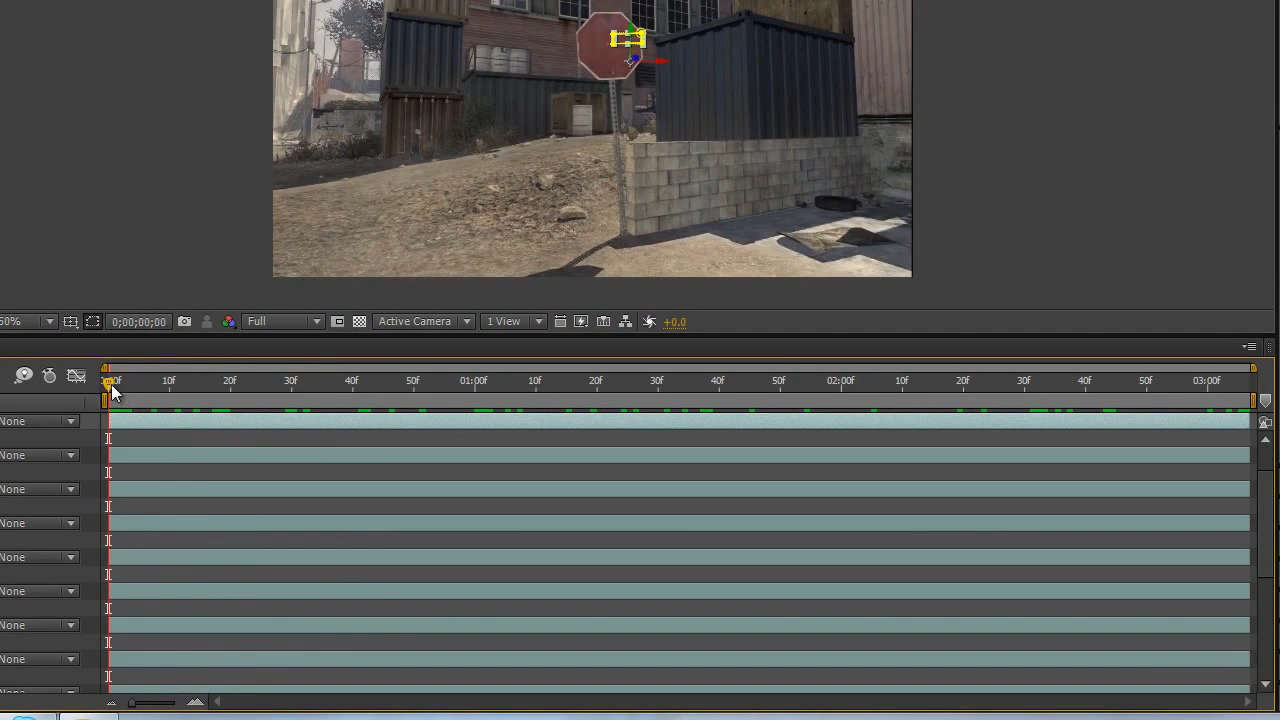 0;00;00;00
Full
Active Camera
1 View
+0.0
10f 20f 30f 40f 50f 01:00f 10f 20f 30f 40f 50f 02:00f 10f 20f 30f 40f 50f 03:00f
None
None
None
None
None
None
None
None